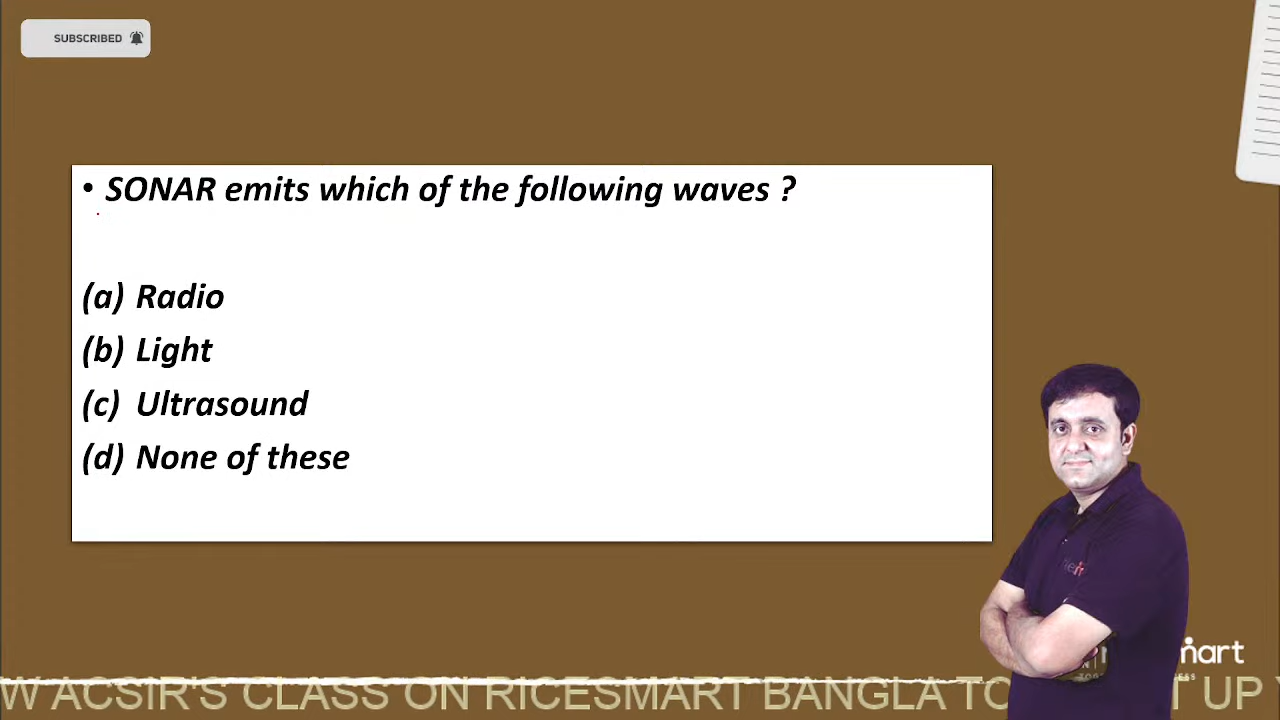 SUBSCRIBED
• SONAR emits which of the following waves ?
(a) Radio
(b) Light
(c) Ultrasound
(d) None of these
W ACSIR'S CLASS ON RICESMART BANGLA TO T UP